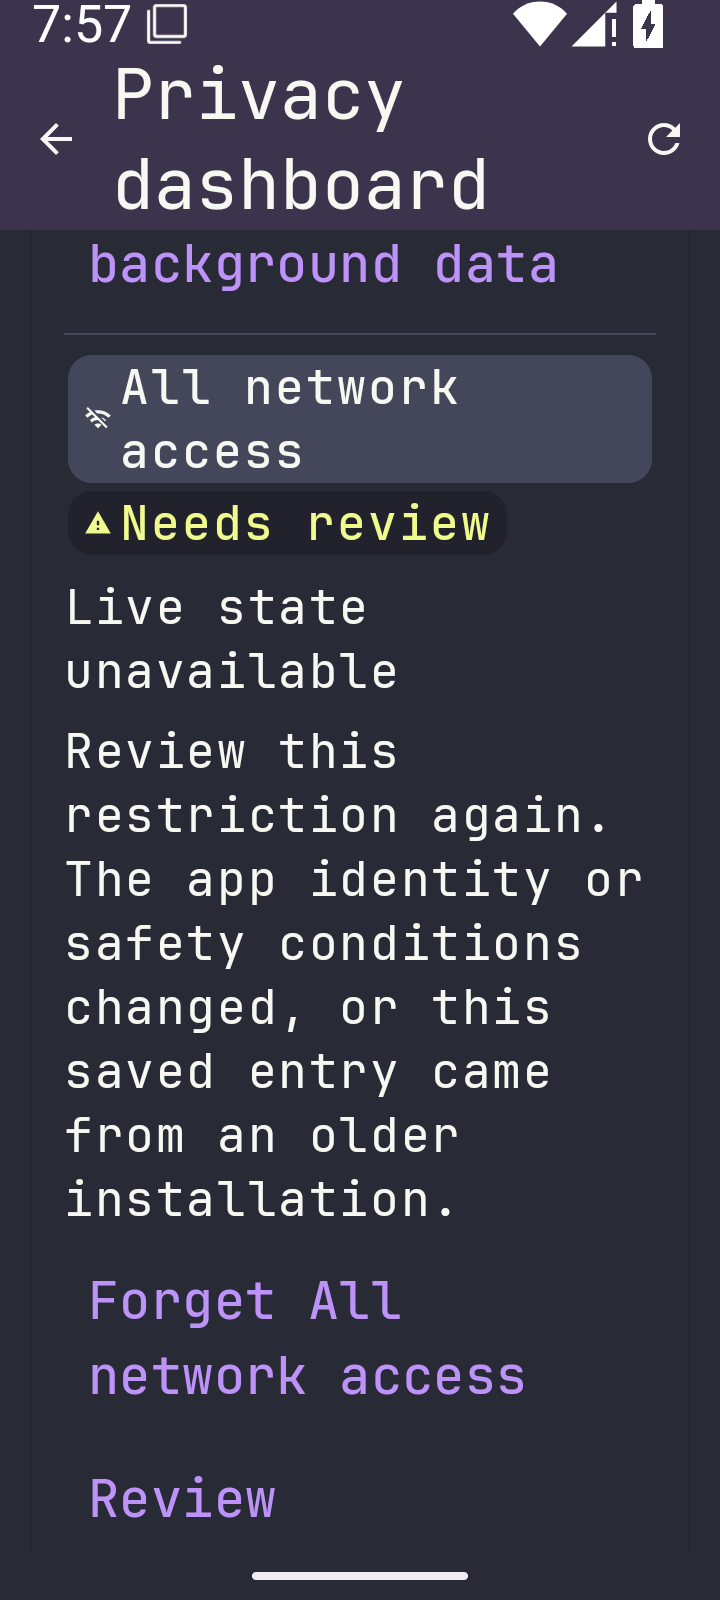 7:57
Privacy
dashboard
background data
All network
access
Needs review
Live state
unavailable
Review this
restriction again.
The app identity or
safety conditions
changed, or this
saved entry came
from an older
installation.
Forget All
network access
Review